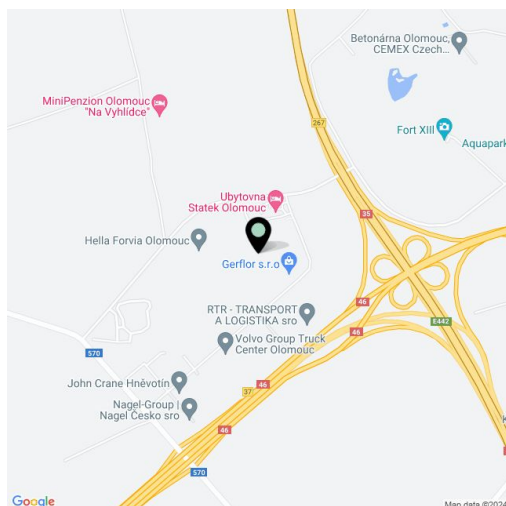 Betonárna Olomouc,
CEMEX Czech...
MiniPenzion Olomouc
"Na Vyhlídce"
267
Fort XIII
Aquapark
Ubytovna
Statek Olomouc
35
Hella Forvia Olomouc
Gerflor s.r.o
46
RTR - TRANSPORT
A LOGISTIKA sro
E442
46
Volvo Group Truck
Center Olomouc
570
John Crane Hněvotín
46
37
Nagel-Group |
Nagel Česko sro
46
570
Google
Map data ©2024